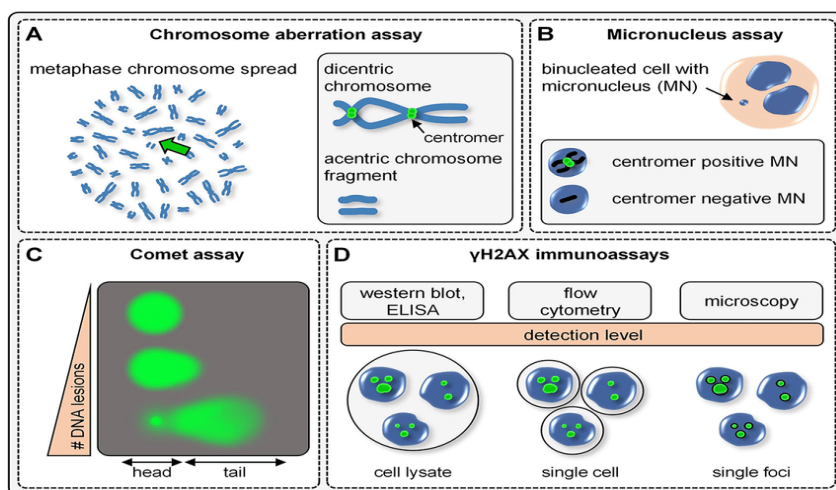 A
Chromosome aberration assay
metaphase chromosome spread
dicentric
chromosome
centromer
acentric chromosome
fragment
B
Micronucleus assay
binucleated cell with
micronucleus (MN)
centromer positive MN
centromer negative MN
C
Comet assay
# DNA lesions
head
tail
D
γH2AX immunoassays
western blot,
ELISA
flow
cytometry
microscopy
detection level
cell lysate
single cell
single foci